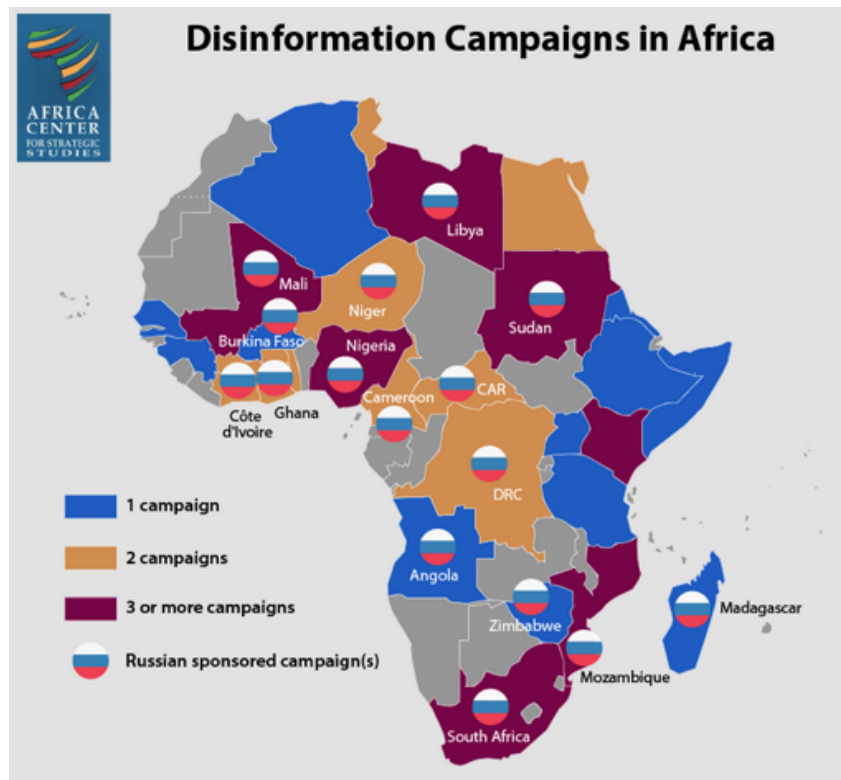 Disinformation Campaigns in Africa
AFRICA
CENTER
FOR STRATEGIC
STUDIES
Libya
Mali
Niger
Sudan
Burkina Faso
Nigeria
CAR
Cameroon
Côte
d'Ivoire
Ghana
DRC
1 campaign
2 campaigns
Angola
3 or more campaigns
Zimbabwe
Madagascar
Russian sponsored campaign(s)
Mozambique
South Africa